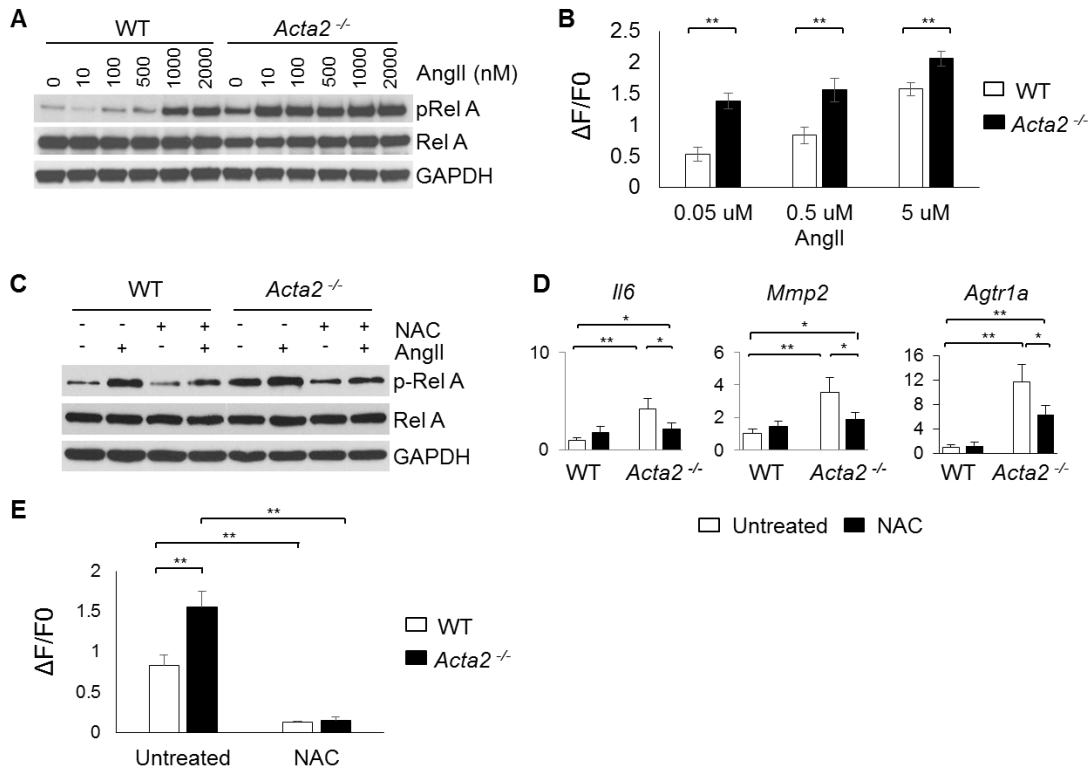 A
WT Acta2 -/-
0 10 100 500 1000 2000 0 10 100 500 1000 2000 AngII (nM)
pRel A
Rel A
GAPDH
B
** ** **
2.5
2
1.5
1
0.5
0
ΔF/F0
WT
Acta2 -/-
0.05 uM 0.5 uM 5 uM
AngII
C
WT Acta2 -/-
- - + + - - + + NAC
- + - + - + - + AngII
p-Rel A
Rel A
GAPDH
D
Il6 Mmp2 Agtr1a
*
** *
10
0
WT Acta2 -/-
*
** *
6
4
2
0
WT Acta2 -/-
**
** *
16
12
8
4
0
WT Acta2 -/-
Untreated NAC
E
**
**
**
2
1.5
1
0.5
0
ΔF/F0
WT
Acta2 -/-
Untreated NAC